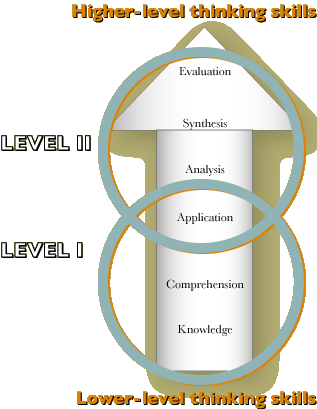 Higher-level thinking skills
Evaluation
Synthesis
LEVEL II
Analysis
Application
LEVEL I
Comprehension
Knowledge
Lower-level thinking skills